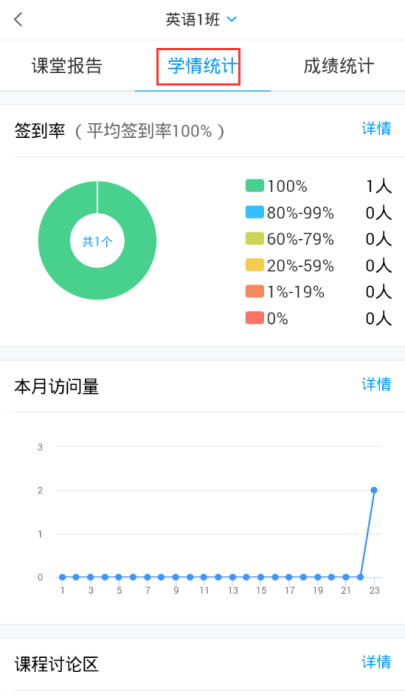 英语1班
课堂报告 学情统计 成绩统计
签到率（平均签到率100%） 详情
共1个
100% 1人
80%-99% 0人
60%-79% 0人
20%-59% 0人
1%-19% 0人
0% 0人
本月访问量 详情
3
2
1
0
1 3 5 7 9 11 13 15 17 19 21 23
课程讨论区 详情